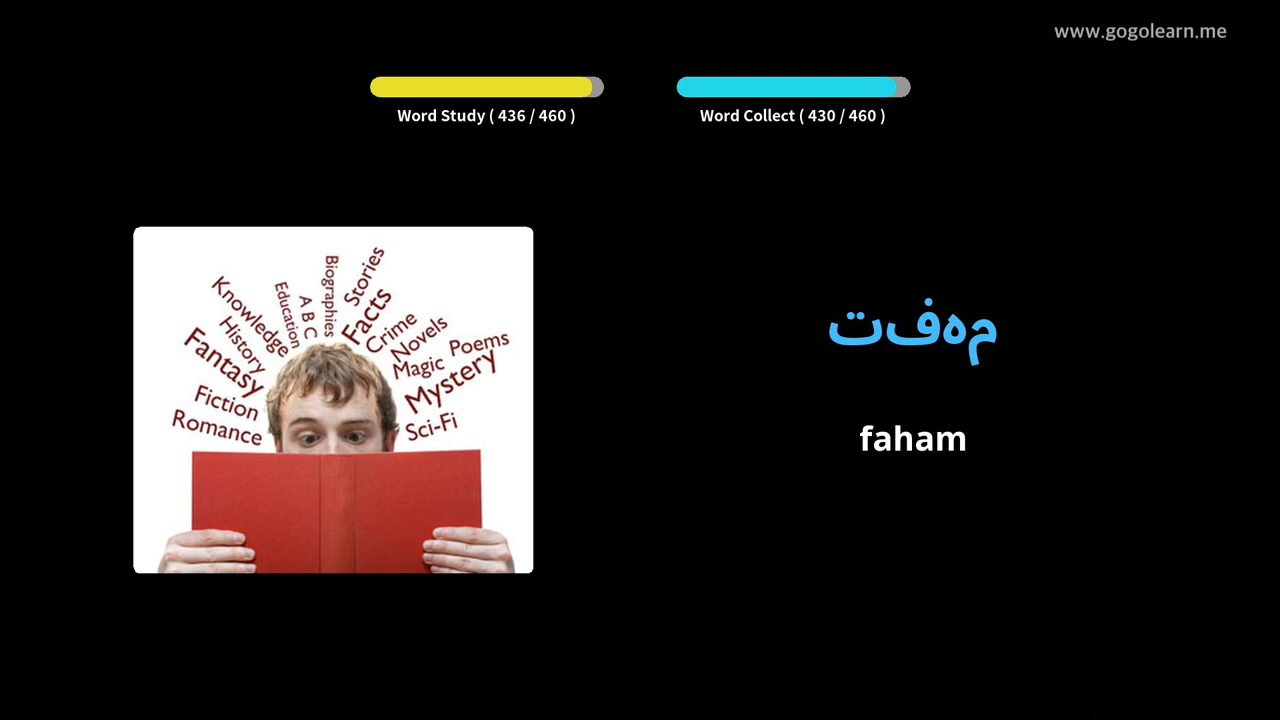 www.gogolearn.me
Word Study ( 436 / 460 )
Word Collect ( 430 / 460 )
Biographies
Stories
Education
A B C
Facts
Knowledge
Crime
History
Novels
Poems
Fantasy
Magic
Mystery
Fiction
Romance
Sci-Fi
مهفت
faham